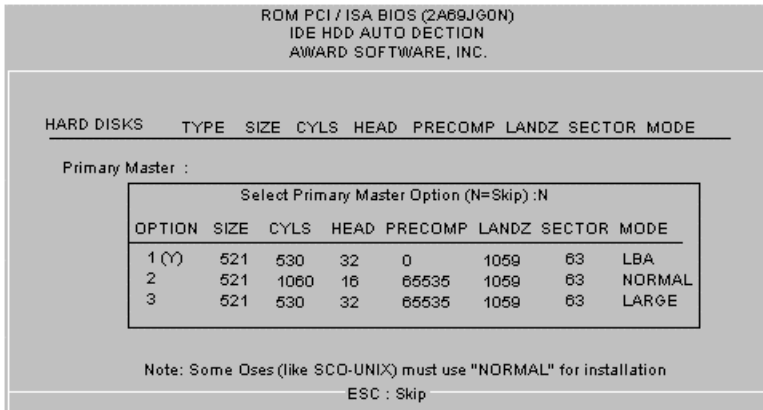 ROM PCI / ISA BIOS (2A69JG0N)
IDE HDD AUTO DECTION
AWARD SOFTWARE, INC.
HARD DISKS TYPE SIZE CYLS HEAD PRECOMP LANDZ SECTOR MODE
Primary Master :
Select Primary Master Option (N=Skip) :N
OPTION SIZE CYLS HEAD PRECOMP LANDZ SECTOR MODE
1 (Y) 521 530 32 0 1059 63 LBA
2 521 1060 16 65535 1059 63 NORMAL
3 521 530 32 65535 1059 63 LARGE
Note: Some Oses (like SCO-UNIX) must use "NORMAL" for installation
ESC : Skip